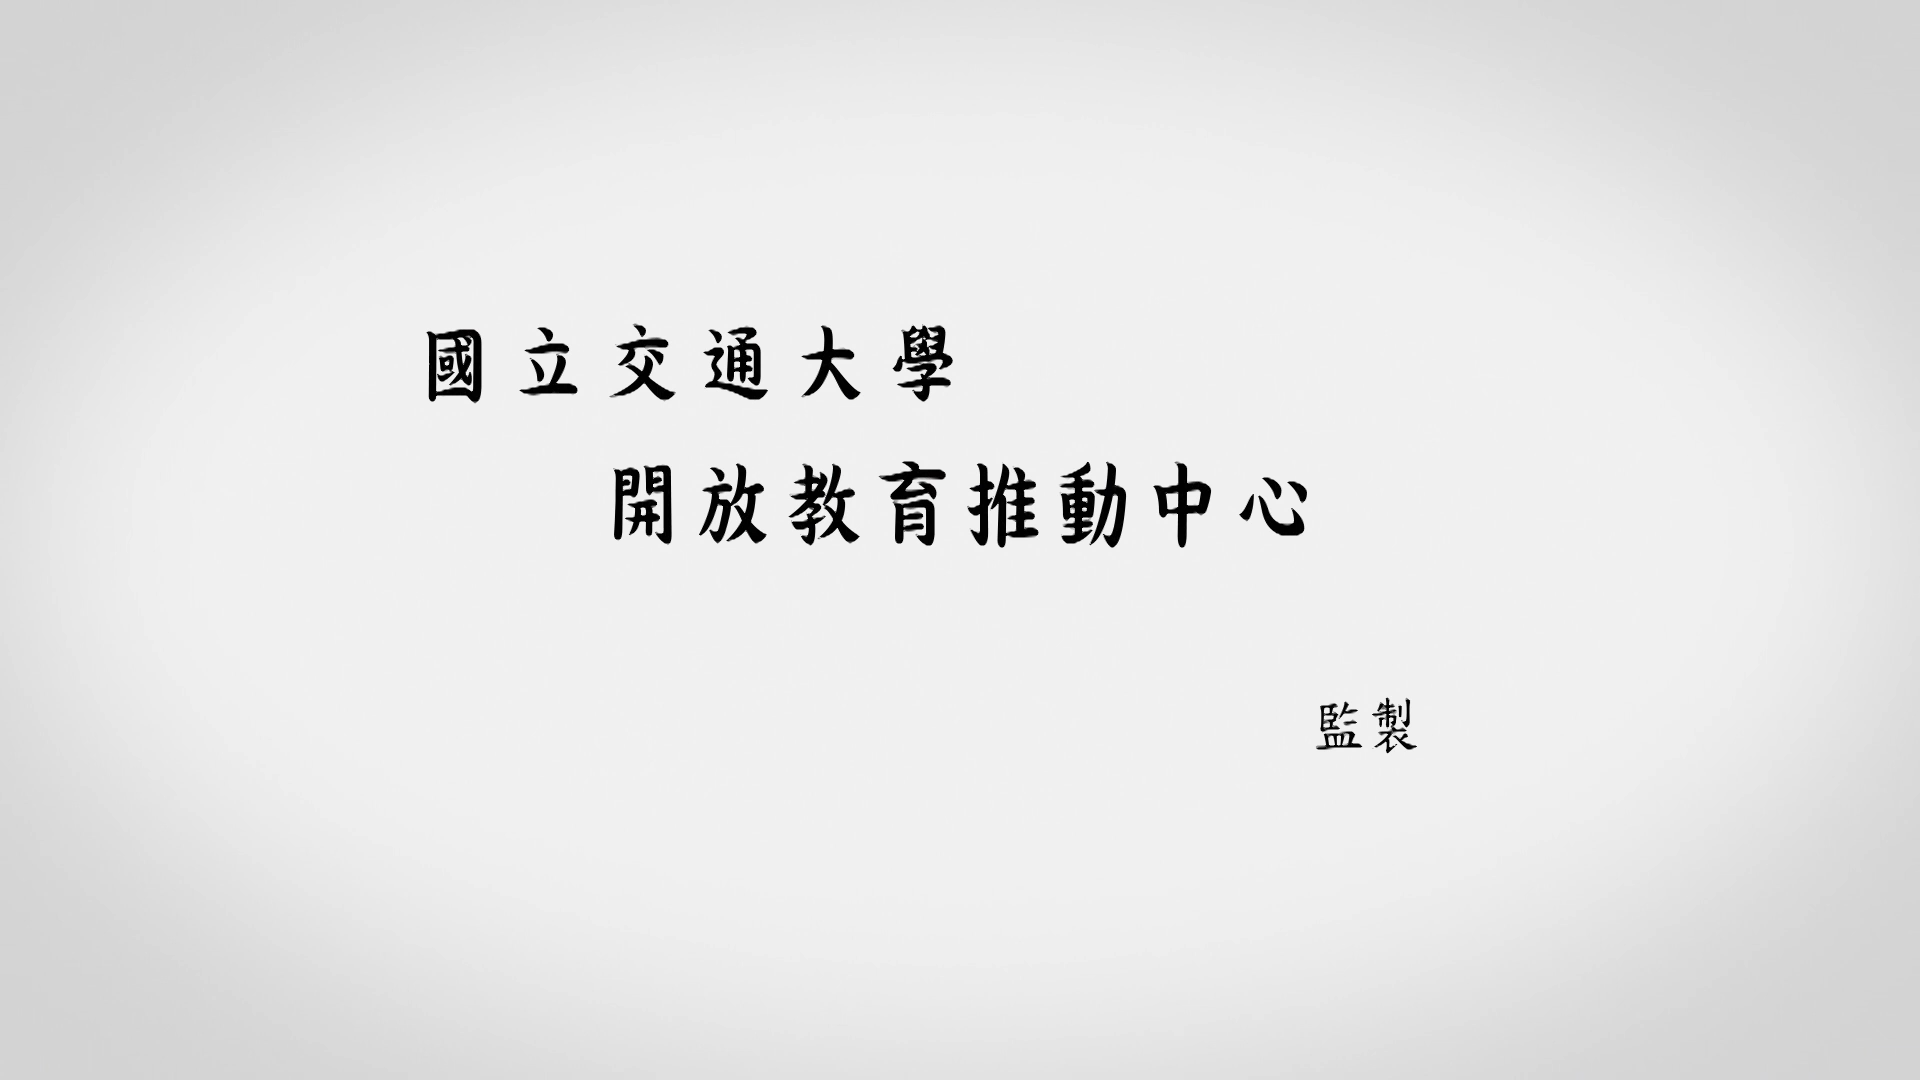 國立交通大學
開放教育推動中心
監製